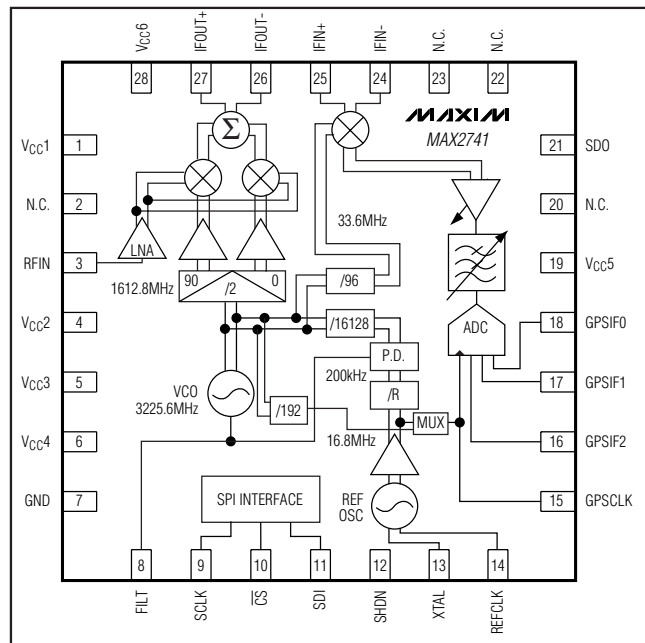 VCC6
IFOUT+
IFOUT-
IFIN+
IFIN-
N.C.
N.C.
28
27
26
25
24
23
22
MAXIM
MAX2741
VCC1
1
Σ
21
SDO
N.C.
2
20
N.C.
33.6MHz
LNA
RFIN
3
1612.8MHz
90
/2
0
/96
19
VCC5
VCC2
4
/16128
ADC
18
GPSIF0
P.D.
VCC3
5
VCO
3225.6MHz
200kHz
/R
17
GPSIF1
/192
MUX
VCC4
6
16.8MHz
16
GPSIF2
GND
7
SPI INTERFACE
REF
OSC
15
GPSCLK
8
9
10
11
12
13
14
FILT
SCLK
C̅S̅
SDI
SHDN
XTAL
REFCLK